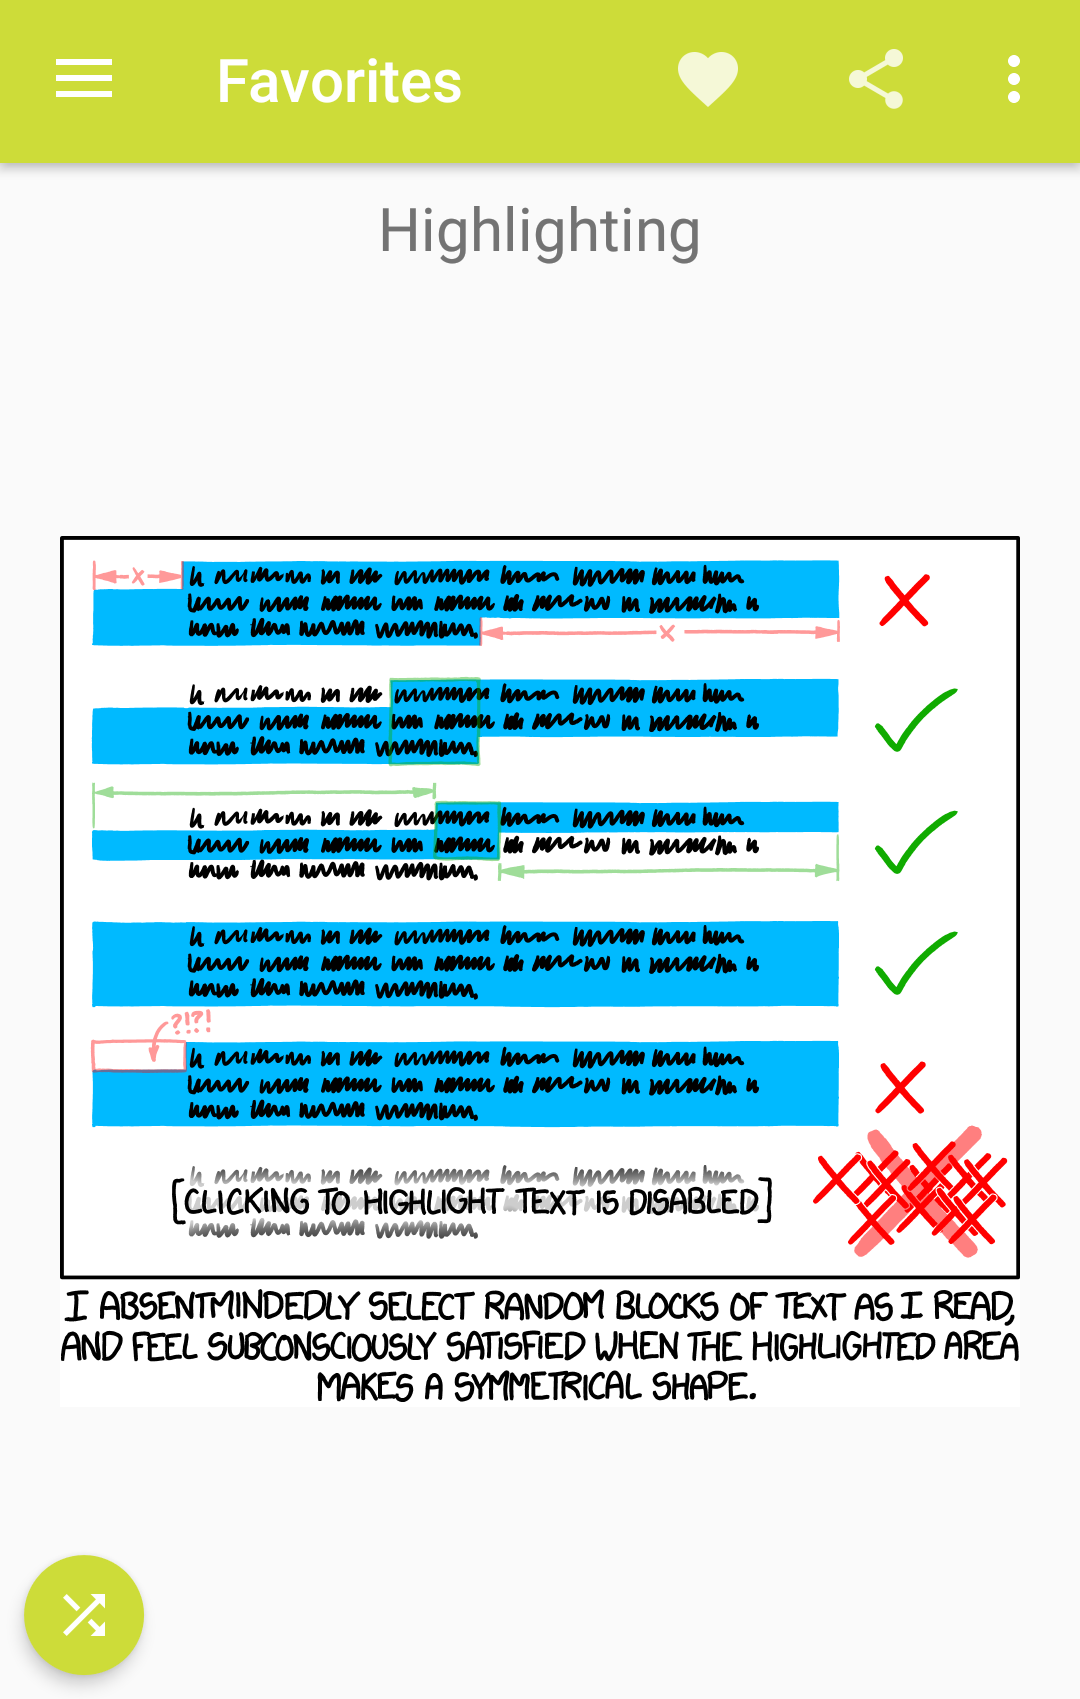 Favorites
Highlighting
X
X
?!?!
[CLICKING TO HIGHLIGHT TEXT IS DISABLED]
I ABSENTMINDEDLY SELECT RANDOM BLOCKS OF TEXT AS I READ,
AND FEEL SUBCONSCIOUSLY SATISFIED WHEN THE HIGHLIGHTED AREA
MAKES A SYMMETRICAL SHAPE.